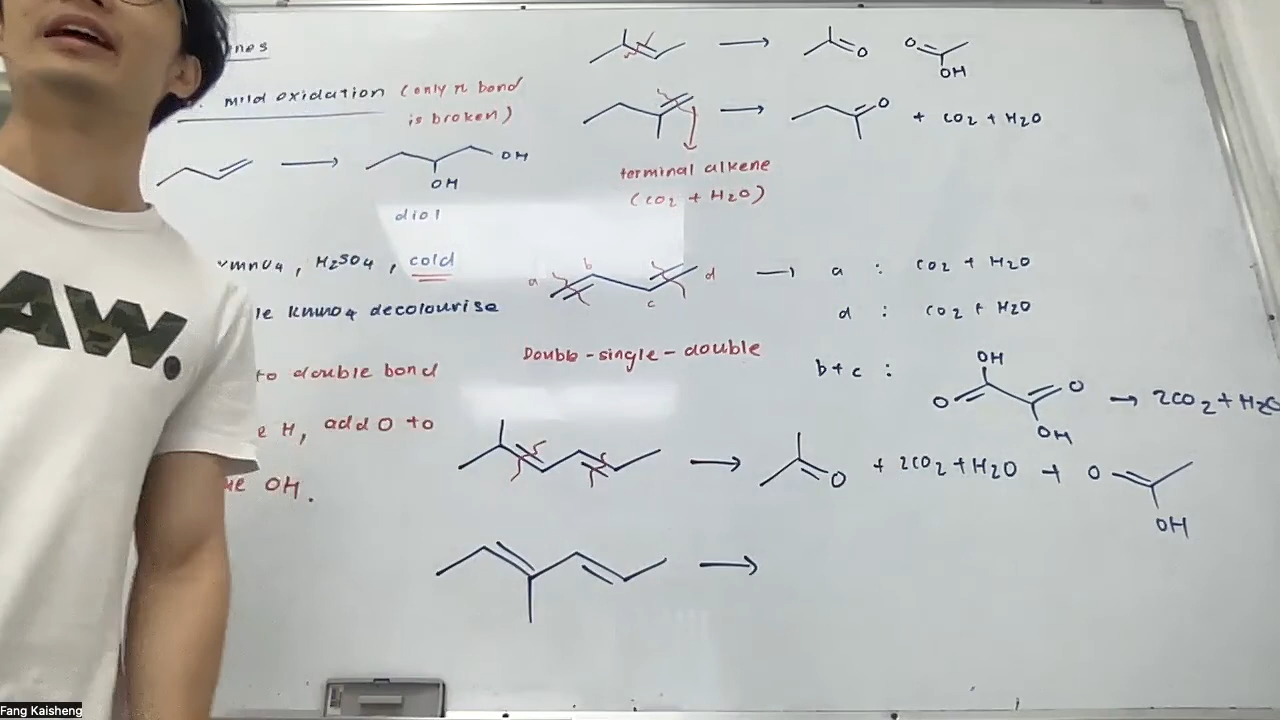 enes
mild oxidation (only π bond
is broken)
OH
OH
diol
KMnO4, H2SO4, cold
le KMnO4 decolourise
to double bond
e H, add O to
OH.
O
O
OH
O
+ CO2 + H2O
terminal alkene
(CO2 + H2O)
a
b
c
d
a : CO2 + H2O
d : CO2 + H2O
Double-single-double
b+c :
OH
O
O
OH
→ 2CO2 + H2O
O
+ 2CO2 + H2O +
O
OH
AW.
Fang Kaisheng